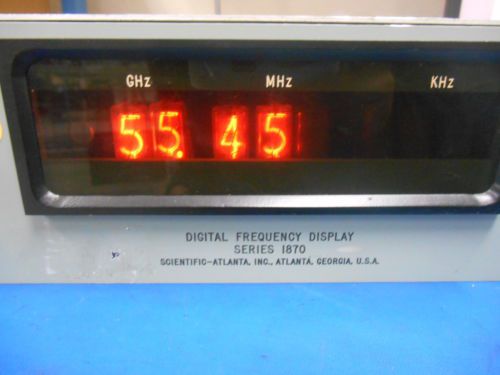 GHz MHz KHz
55. 45
DIGITAL FREQUENCY DISPLAY
SERIES 1870
SCIENTIFIC-ATLANTA, INC., ATLANTA, GEORGIA, U.S.A.